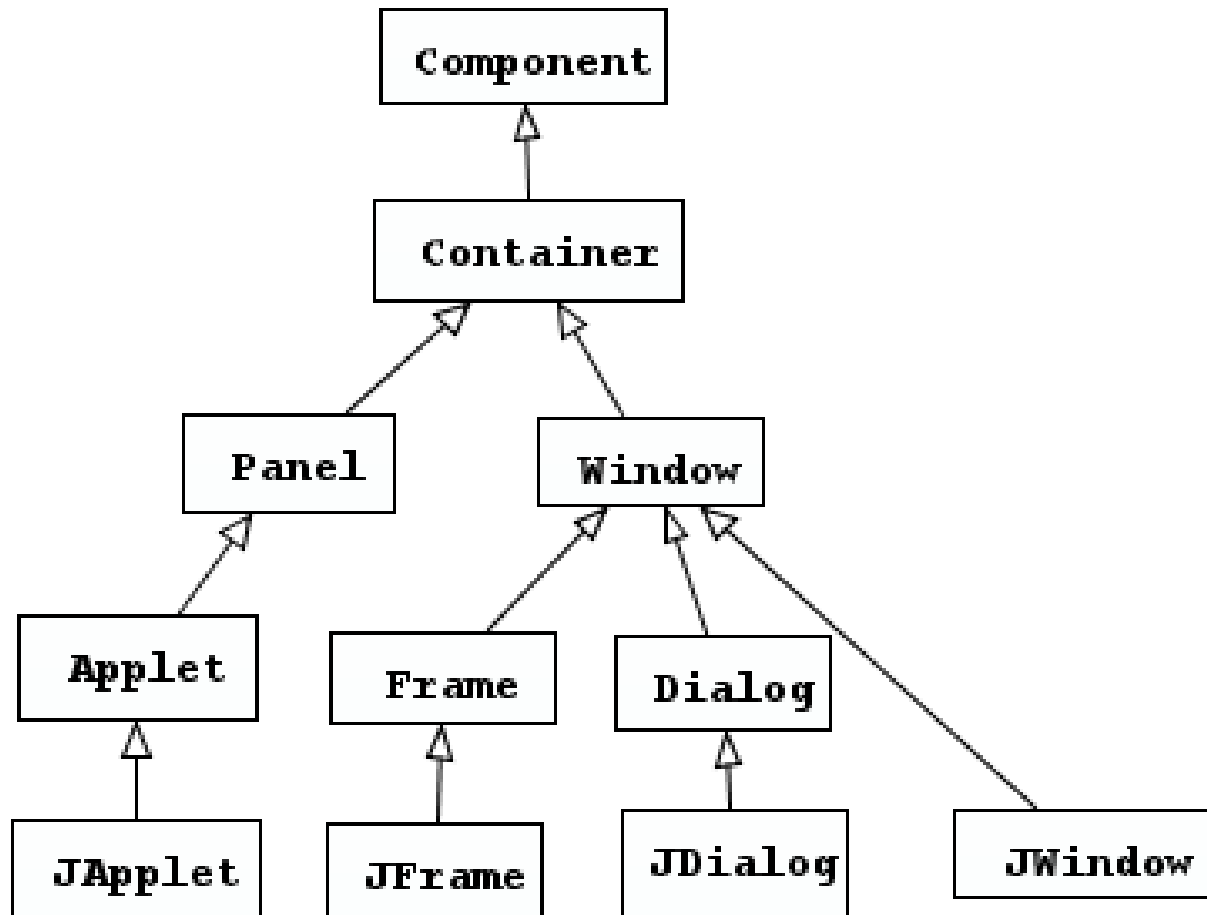 Component
Container
Panel
Window
Applet
Frame
Dialog
JApplet
JFrame
JDialog
JWindow